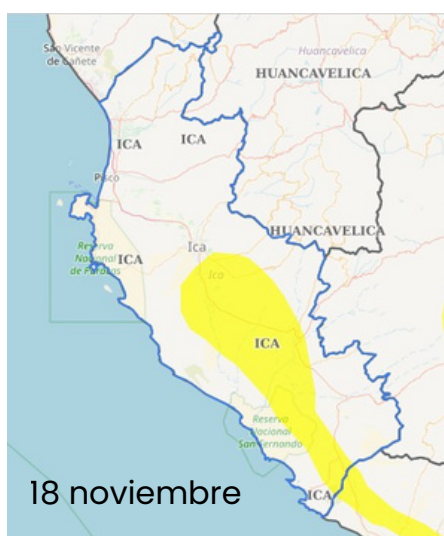 San Vicente
de Cañete
Huancavelica
HUANCAVELICA
ICA
ICA
Pisco
HUANCAVELICA
Ica
Reserva
Nacional
de Paracas
ICA
Ica
ICA
Reserva
Nacional
San Fernando
18 noviembre
ICA